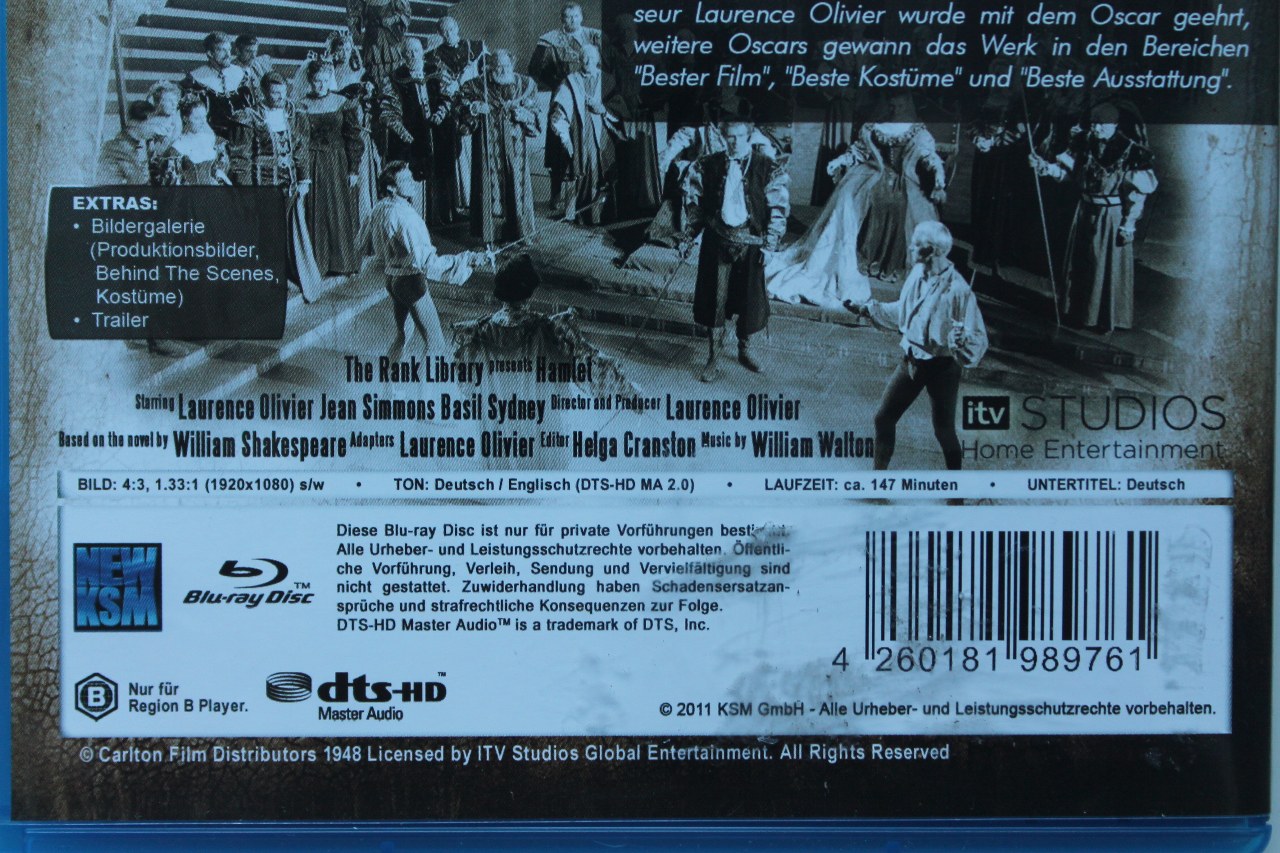 seur Laurence Olivier wurde mit dem Oscar geehrt,
weitere Oscars gewann das Werk in den Bereichen
"Bester Film", "Beste Kostüme" und "Beste Ausstattung".
EXTRAS:
• Bildergalerie
(Produktionsbilder,
Behind The Scenes,
Kostüme)
• Trailer
The Rank Library presents Hamlet
Starring Laurence Olivier Jean Simmons Basil Sydney Director and Producer Laurence Olivier
Based on the novel by William Shakespeare Adapters Laurence Olivier Editor Helga Cranston Music by William Walton
itv STUDIOS
Home Entertainment
BILD: 4:3, 1.33:1 (1920x1080) s/w • TON: Deutsch / Englisch (DTS-HD MA 2.0) • LAUFZEIT: ca. 147 Minuten • UNTERTITEL: Deutsch
NEW
KSM
Blu-ray Disc™
Diese Blu-ray Disc ist nur für private Vorführungen
Alle Urheber- und Leistungsschutzrechte vorbehalten. Öffentli-
che Vorführung, Verleih, Sendung und Vervielfältigung sind
nicht gestattet. Zuwiderhandlung haben Schadensersatzan-
sprüche und strafrechtliche Konsequenzen zur Folge.
DTS-HD Master Audio™ is a trademark of DTS, Inc.
4 260181 989761
B
Nur für
Region B Player.
dts-HD™
Master Audio
© 2011 KSM GmbH - Alle Urheber- und Leistungsschutzrechte vorbehalten.
© Carlton Film Distributors 1948 Licensed by ITV Studios Global Entertainment. All Rights Reserved